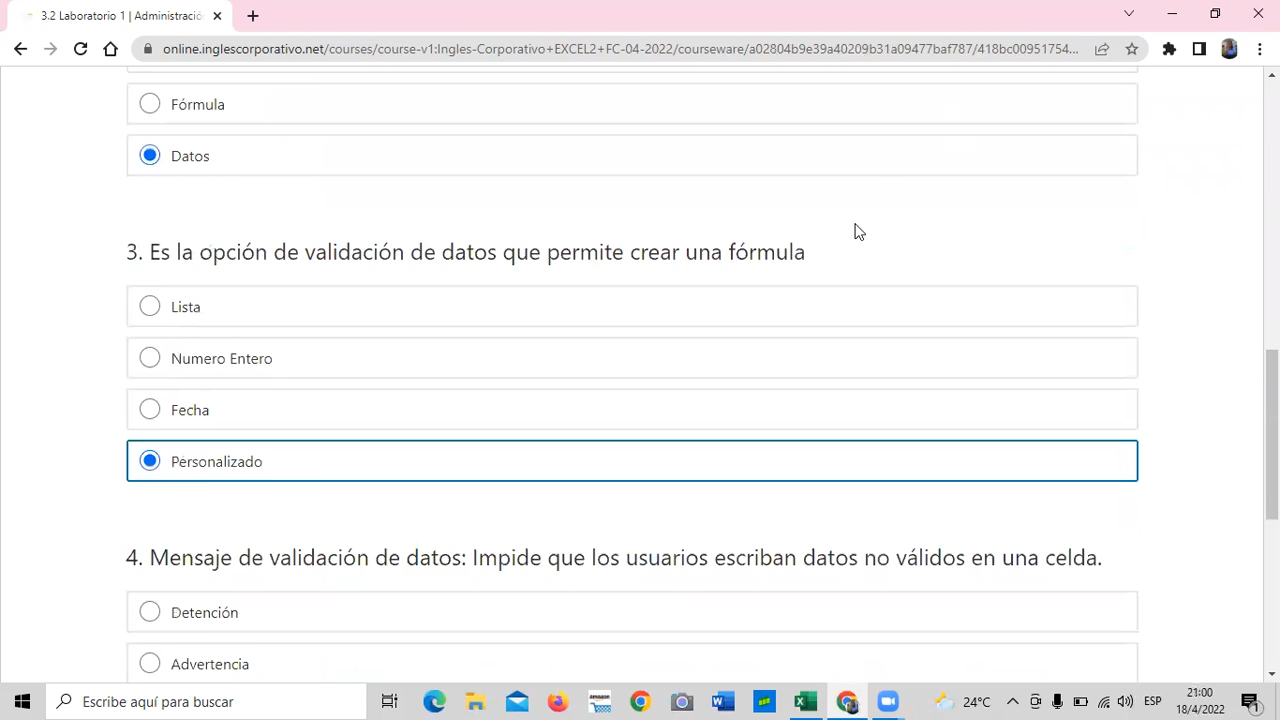 3.2 Laboratorio 1 | Administració
online.inglescorporativo.net/courses/course-v1:Ingles-Corporativo+EXCEL2+FC-04-2022/courseware/a02804b9e39a40209b31a09477baf787/418bc00951754...
Fórmula
Datos
3. Es la opción de validación de datos que permite crear una fórmula
Lista
Numero Entero
Fecha
Personalizado
4. Mensaje de validación de datos: Impide que los usuarios escriban datos no válidos en una celda.
Detención
Advertencia
Escribe aquí para buscar
amazon
24°C
ESP
21:00
18/4/2022
1